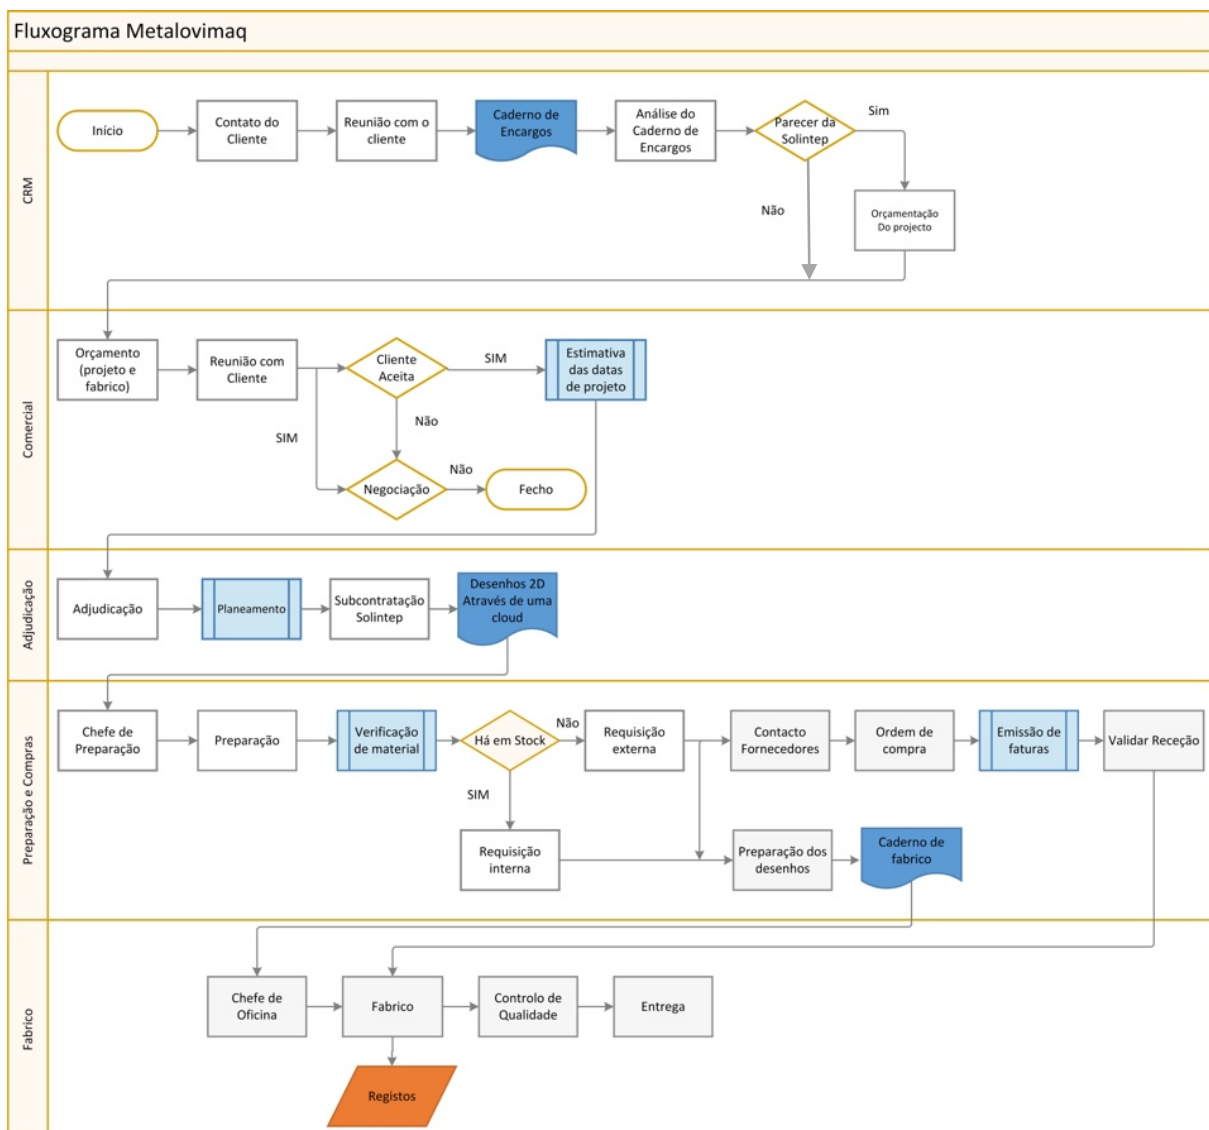 Fluxograma Metalovimaq
CRM
Início
Contato do
Cliente
Reunião com o
cliente
Caderno de
Encargos
Análise do
Caderno de
Encargos
Parecer da
Solintep
Sim
Não
Orçamentação
Do projecto
Comercial
Orçamento
(projeto e
fabrico)
Reunião com
Cliente
Cliente
Aceita
SIM
Estimativa
das datas
de projeto
Não
SIM
Negociação
Não
Fecho
Adjudicação
Adjudicação
Planeamento
Subcontratação
Solintep
Desenhos 2D
Através de uma
cloud
Preparação e Compras
Chefe de
Preparação
Preparação
Verificação
de material
Há em Stock
Não
Requisição
externa
Contacto
Fornecedores
Ordem de
compra
Emissão de
faturas
Validar Receção
SIM
Requisição
interna
Preparação dos
desenhos
Caderno de
fabrico
Fabrico
Chefe de
Oficina
Fabrico
Controlo de
Qualidade
Entrega
Registos